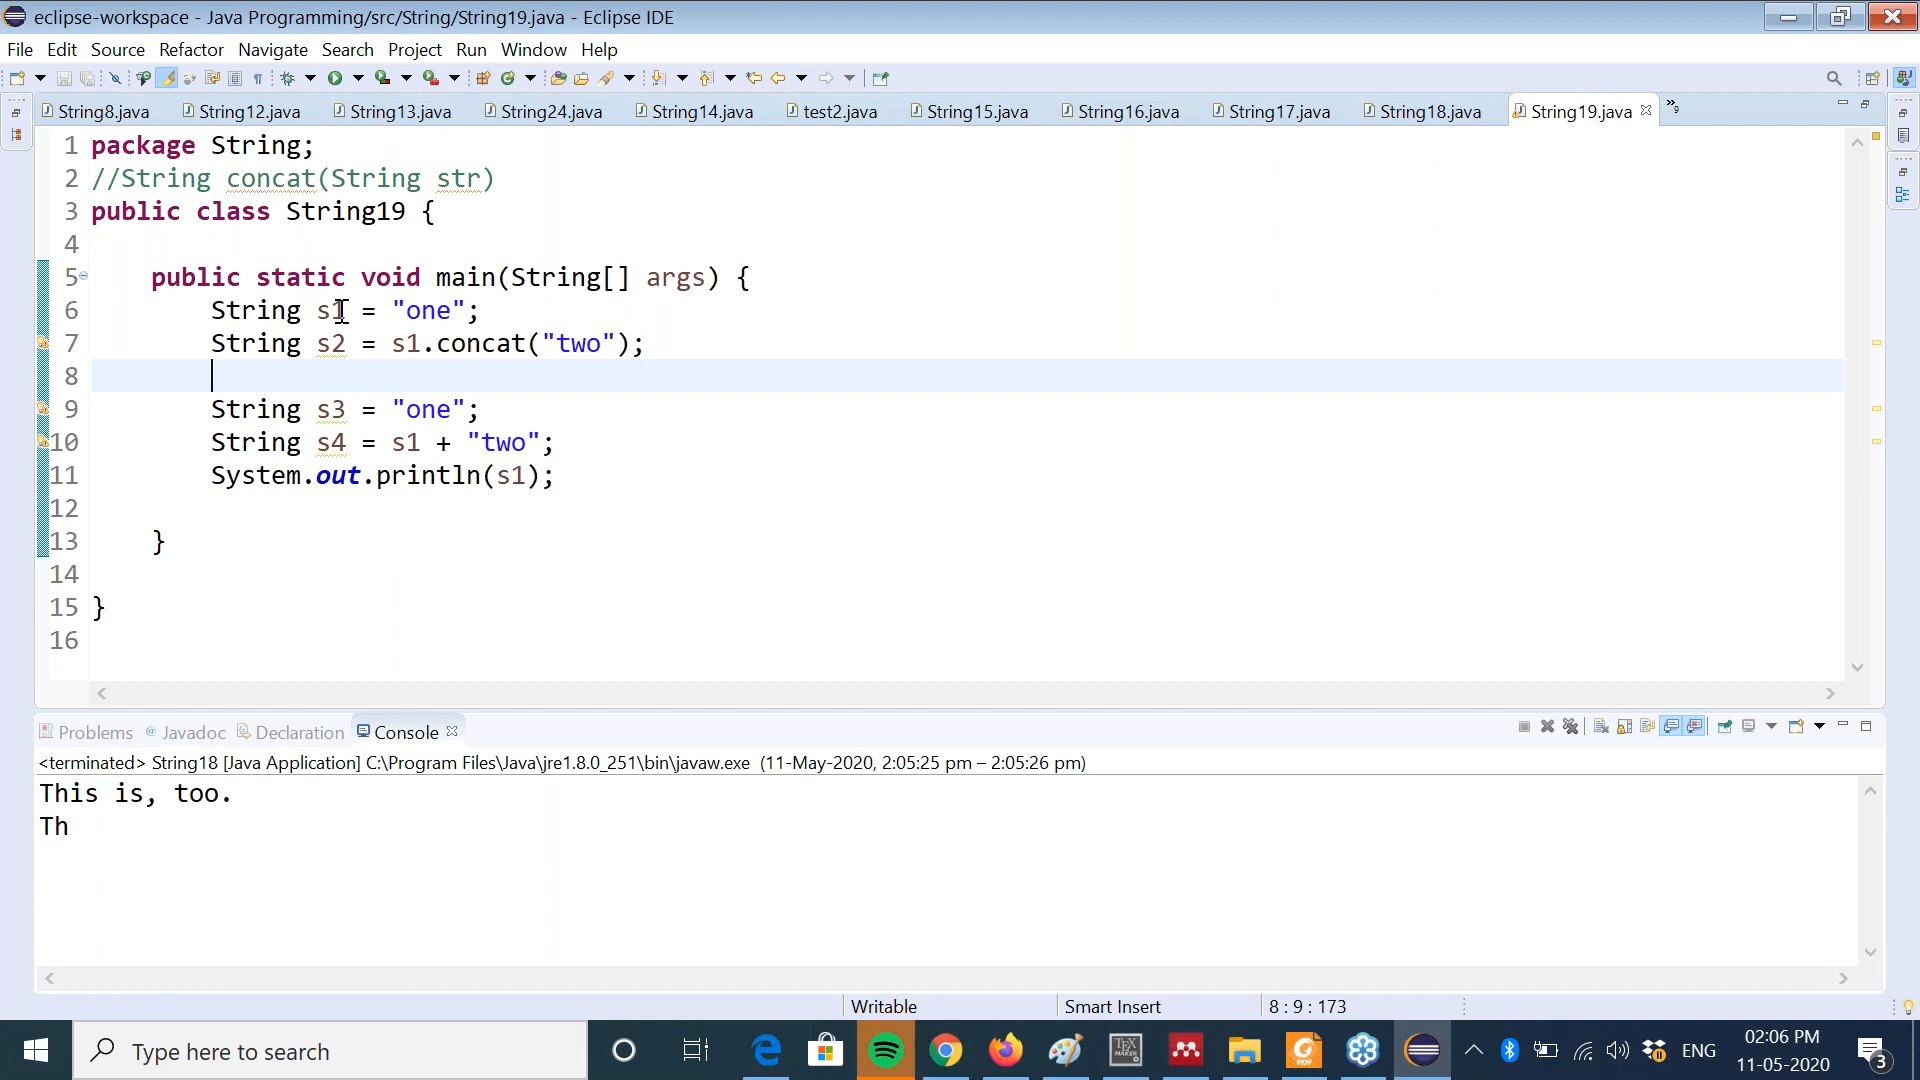 eclipse-workspace - Java Programming/src/String/String19.java - Eclipse IDE
File Edit Source Refactor Navigate Search Project Run Window Help
String8.java String12.java String13.java String24.java String14.java test2.java String15.java String16.java String17.java String18.java String19.java »9
1 package String;
2 //String concat(String str)
3 public class String19 {
4
5 public static void main(String[] args) {
6 String s1 = "one";
7 String s2 = s1.concat("two");
8
9 String s3 = "one";
10 String s4 = s1 + "two";
11 System.out.println(s1);
12
13 }
14
15 }
16
Problems @ Javadoc Declaration Console
<terminated> String18 [Java Application] C:\Program Files\Java\jre1.8.0_251\bin\javaw.exe (11-May-2020, 2:05:25 pm – 2:05:26 pm)
This is, too.
Th
Writable Smart Insert 8 : 9 : 173
Type here to search
TEX MAKER
PDF
ENG
02:06 PM
11-05-2020
3